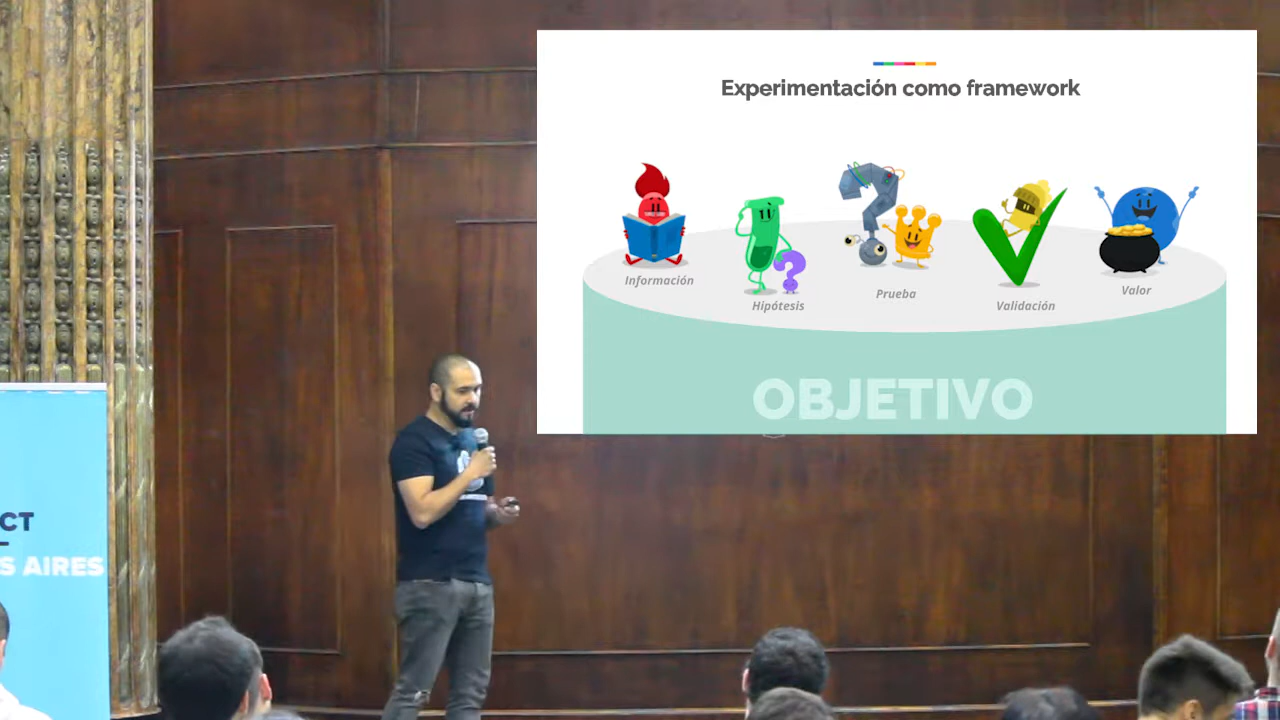 Experimentación como framework
Información
Hipótesis
Prueba
Validación
Valor
OBJETIVO
CT
S AIRES